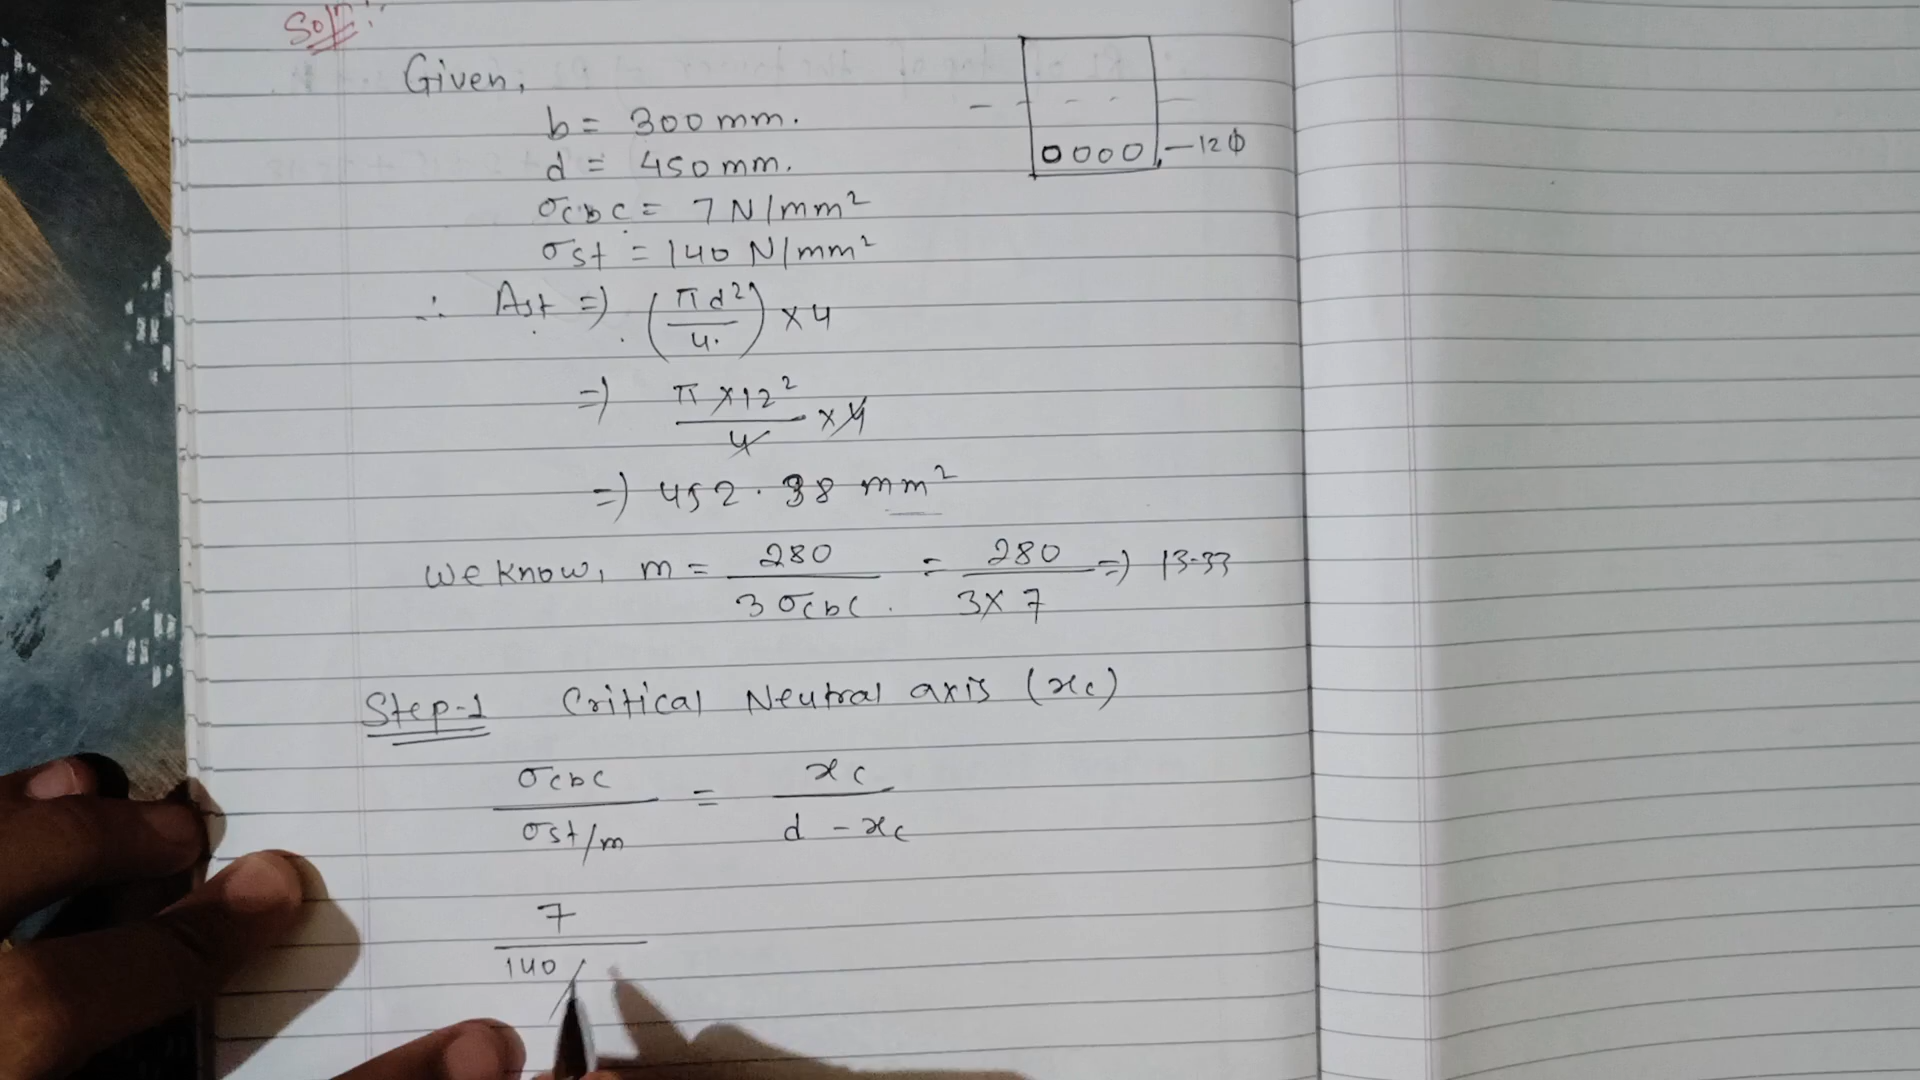 Soln:
Given,
b = 300 mm.
d = 450 mm.
0000 — 12 ф
σcbc = 7 N/mm²
σst = 140 N/mm²
∴ Ast ⇒ (πd²/4) × 4
⇒ π × 12²/4 × 4
⇒ 452.38 mm²
We know, m = 280/3σcbc = 280/3×7 ⇒ 13.33
Step-1 Critical Neutral axis (xc)
σcbc/σst/m = xc/d - xc
7/140/